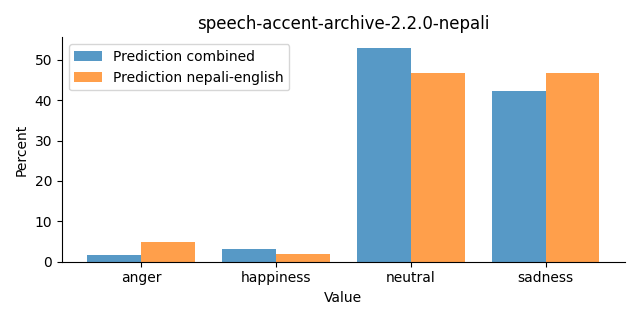 speech-accent-archive-2.2.0-nepali
Prediction combined
Prediction nepali-english
Percent
50
40
30
20
10
0
anger happiness neutral sadness
Value